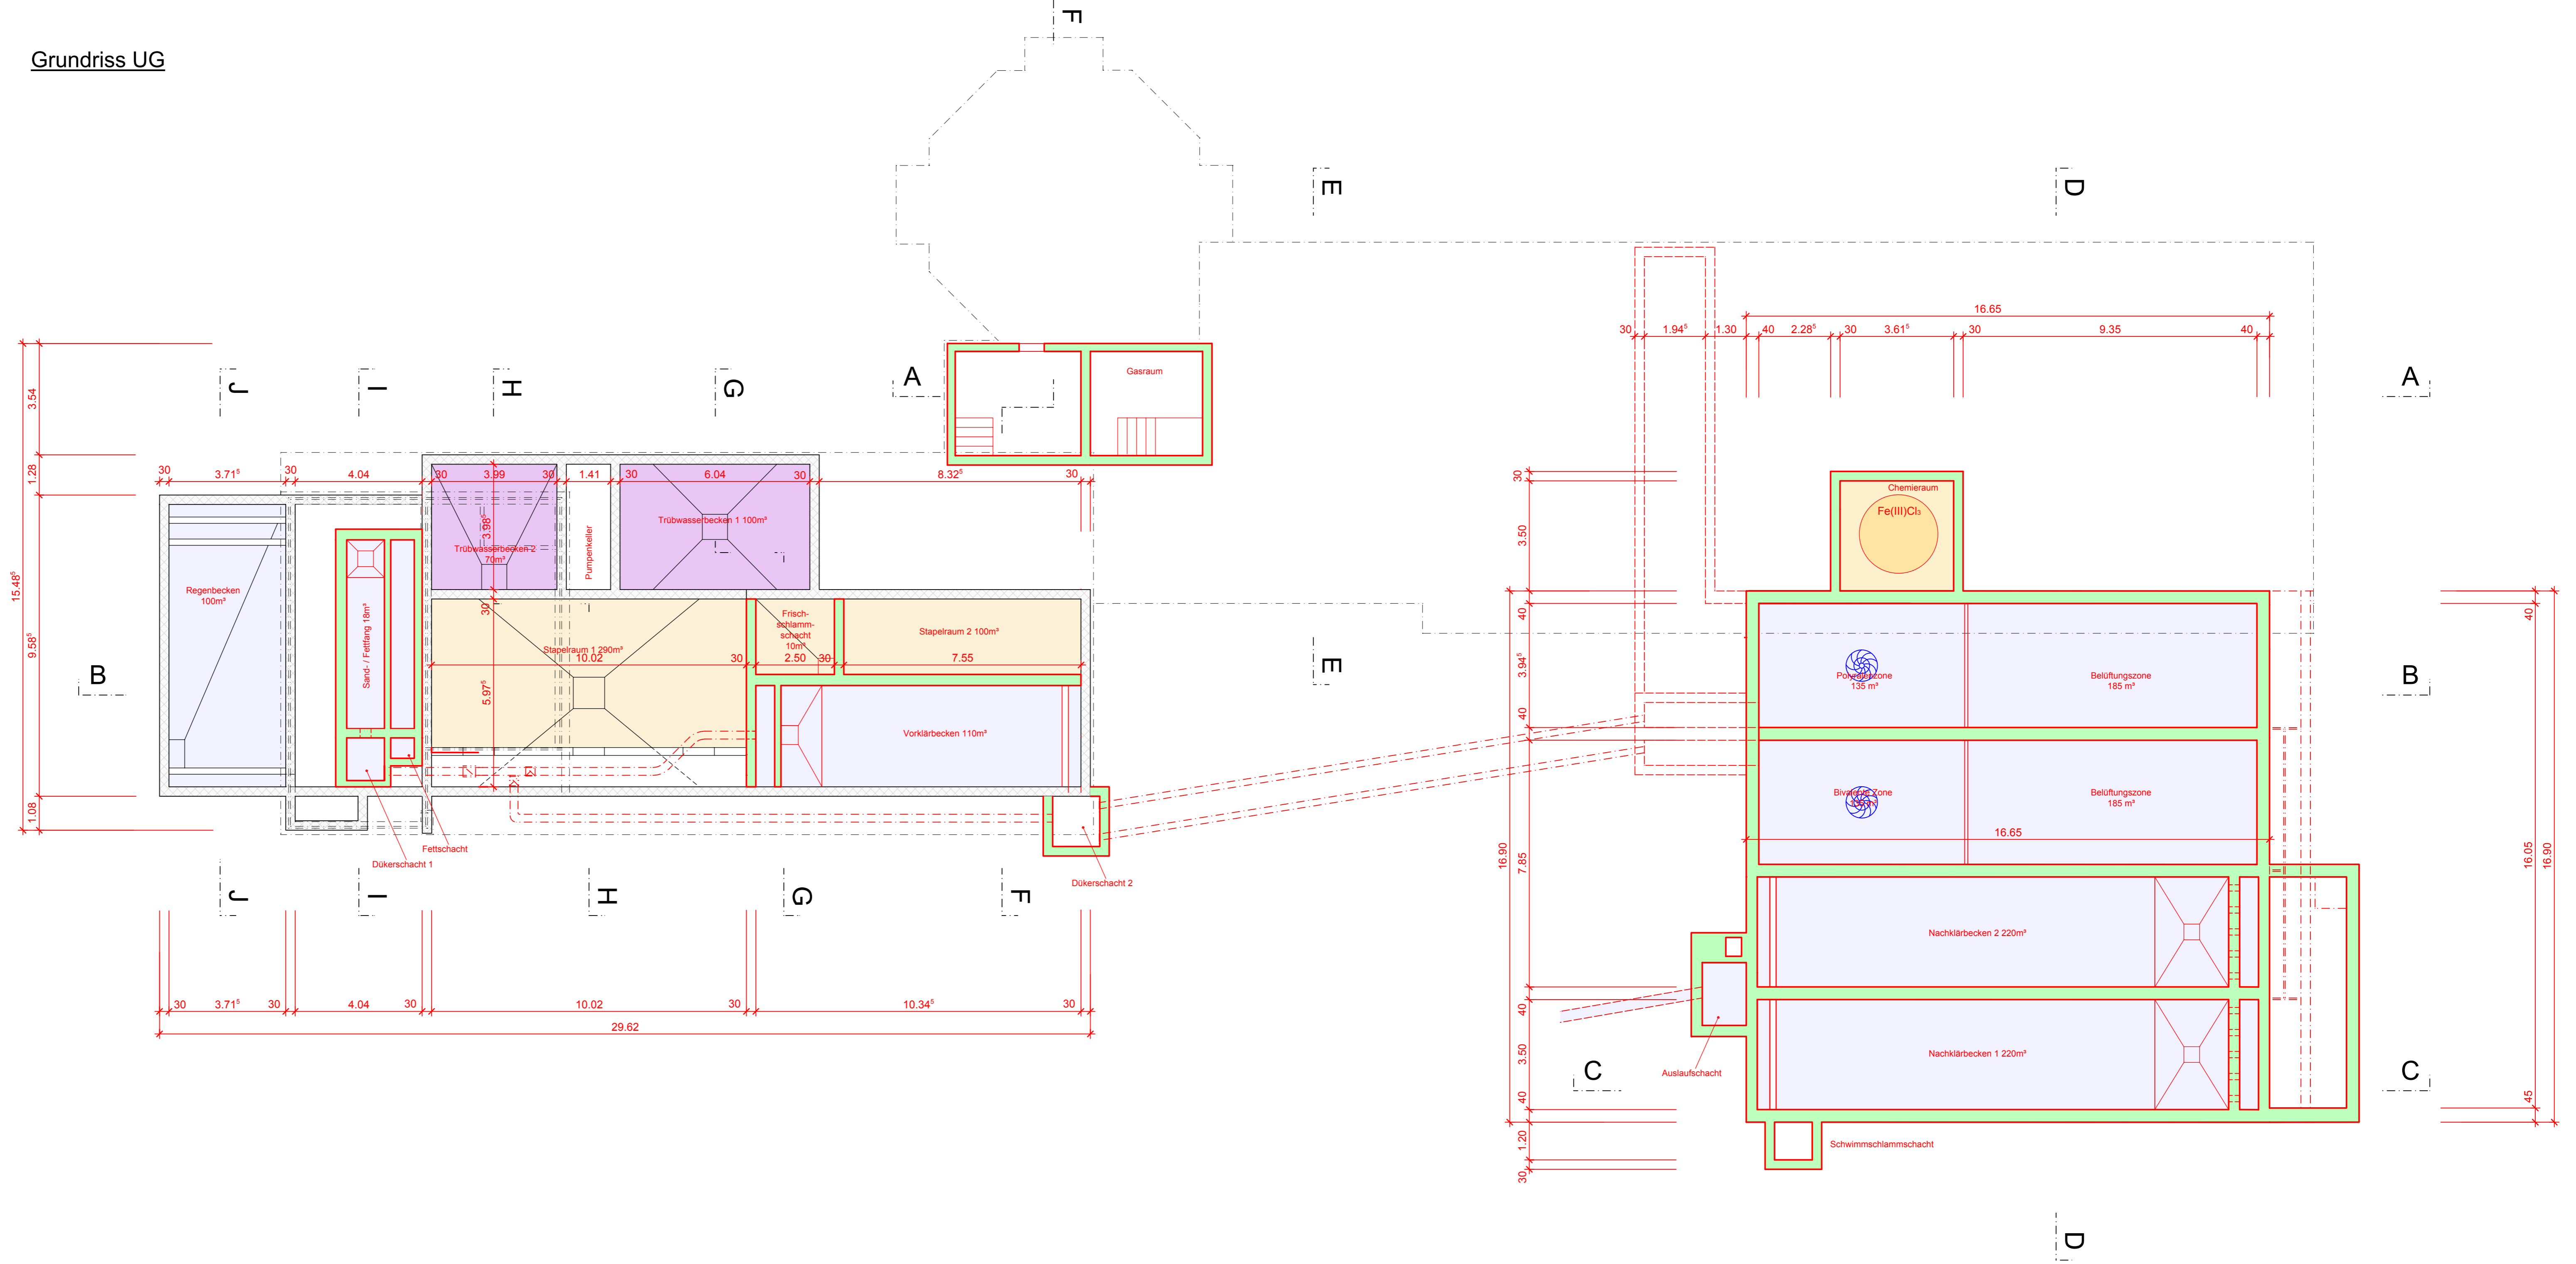 Grundriss UG
F
E
D
16.65
30
1.94⁵
1.30
40
2.28⁵
30
3.61⁵
30
9.35
40
J
I
H
G
A
Gasraum
A
3.54
1.28
15.48⁵
9.58⁵
1.08
30
3.71⁵
30
4.04
30
3.99
30
1.41
30
6.04
30
8.32⁵
30
3.98⁵
Trübwasserbecken 1 100m³
Trübwasserbecken 2
70m³
Pumpenkeller
30
3.50
Chemieraum
Fe(III)Cl₃
Regenbecken
100m³
Sand- / Fettfang 18m³
30
Frisch-
schlamm-
schacht
10m³
Stapelraum 1 290m³
Stapelraum 2 100m³
10.02
30
2.50
30
7.55
5.97⁵
E
B
B
Vorklärbecken 110m³
40
3.94⁵
40
7.85
16.90
40
3.50
40
1.20
30
Belüftungszone
185 m³
135 m³
Belüftungszone
185 m³
16.65
40
16.05
16.90
45
Fettschacht
Dükerschacht 1
Dükerschacht 2
J
I
H
G
F
Nachklärbecken 2 220m³
Nachklärbecken 1 220m³
Auslaufschacht
Schwimmschlammschacht
30
3.71⁵
30
4.04
30
10.02
30
10.34⁵
30
29.62
C
C
D